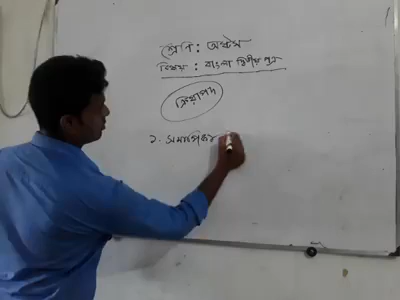 শ্রেণি : অষ্টম
বিষয় : বাংলা দ্বিতীয় পত্র
ক্রিয়াপদ
১. সমাপিকা